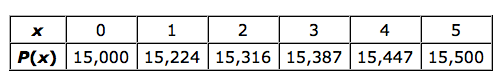 x 0 1 2 3 4 5
P(x) 15,000 15,224 15,316 15,387 15,447 15,500